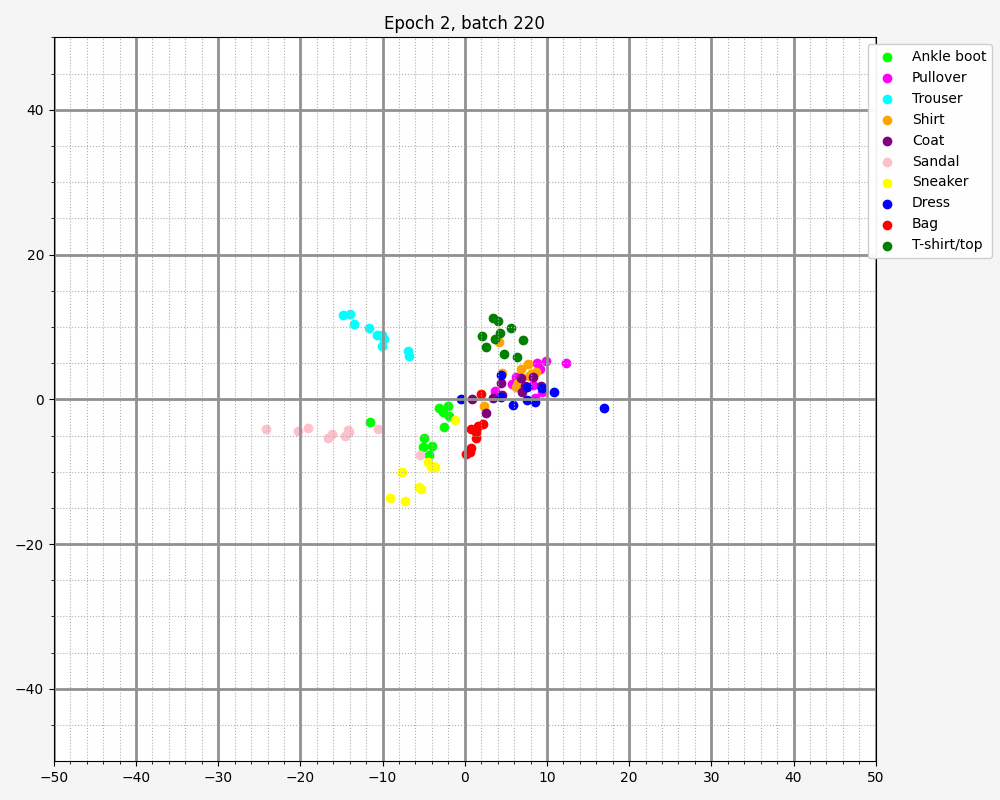 Epoch 2, batch 220
Ankle boot
Pullover
Trouser
Shirt
Coat
Sandal
Sneaker
Dress
Bag
T-shirt/top
40
20
0
−20
−40
−50 −40 −30 −20 −10 0 10 20 30 40 50